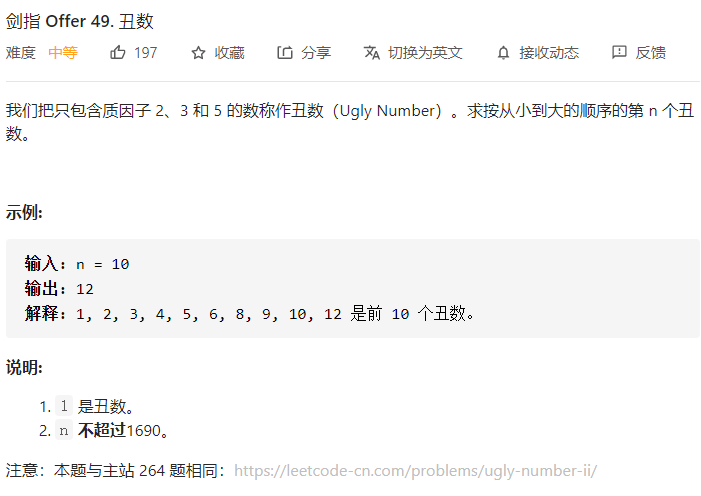 剑指 Offer 49. 丑数
难度 中等 197 收藏 分享 切换为英文 接收动态 反馈
我们把只包含质因子 2、3 和 5 的数称作丑数（Ugly Number）。求按从小到大的顺序的第 n 个丑
数。
示例:
输入: n = 10
输出: 12
解释: 1, 2, 3, 4, 5, 6, 8, 9, 10, 12 是前 10 个丑数。
说明:
1. 1 是丑数。
2. n 不超过1690。
注意：本题与主站 264 题相同：https://leetcode-cn.com/problems/ugly-number-ii/